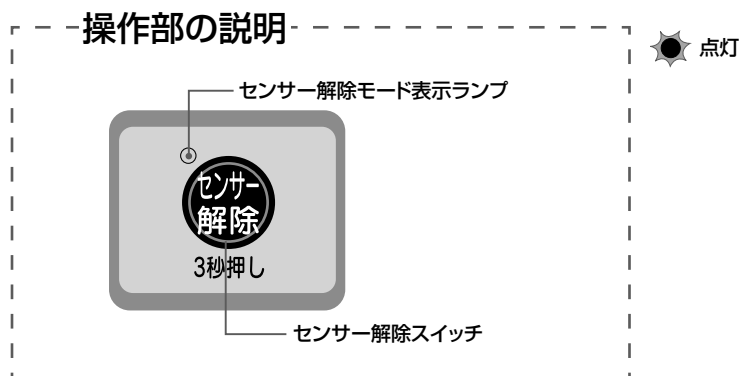 操作部の説明
点灯
センサー解除モード表示ランプ
センサー
解除
3秒押し
センサー解除スイッチ